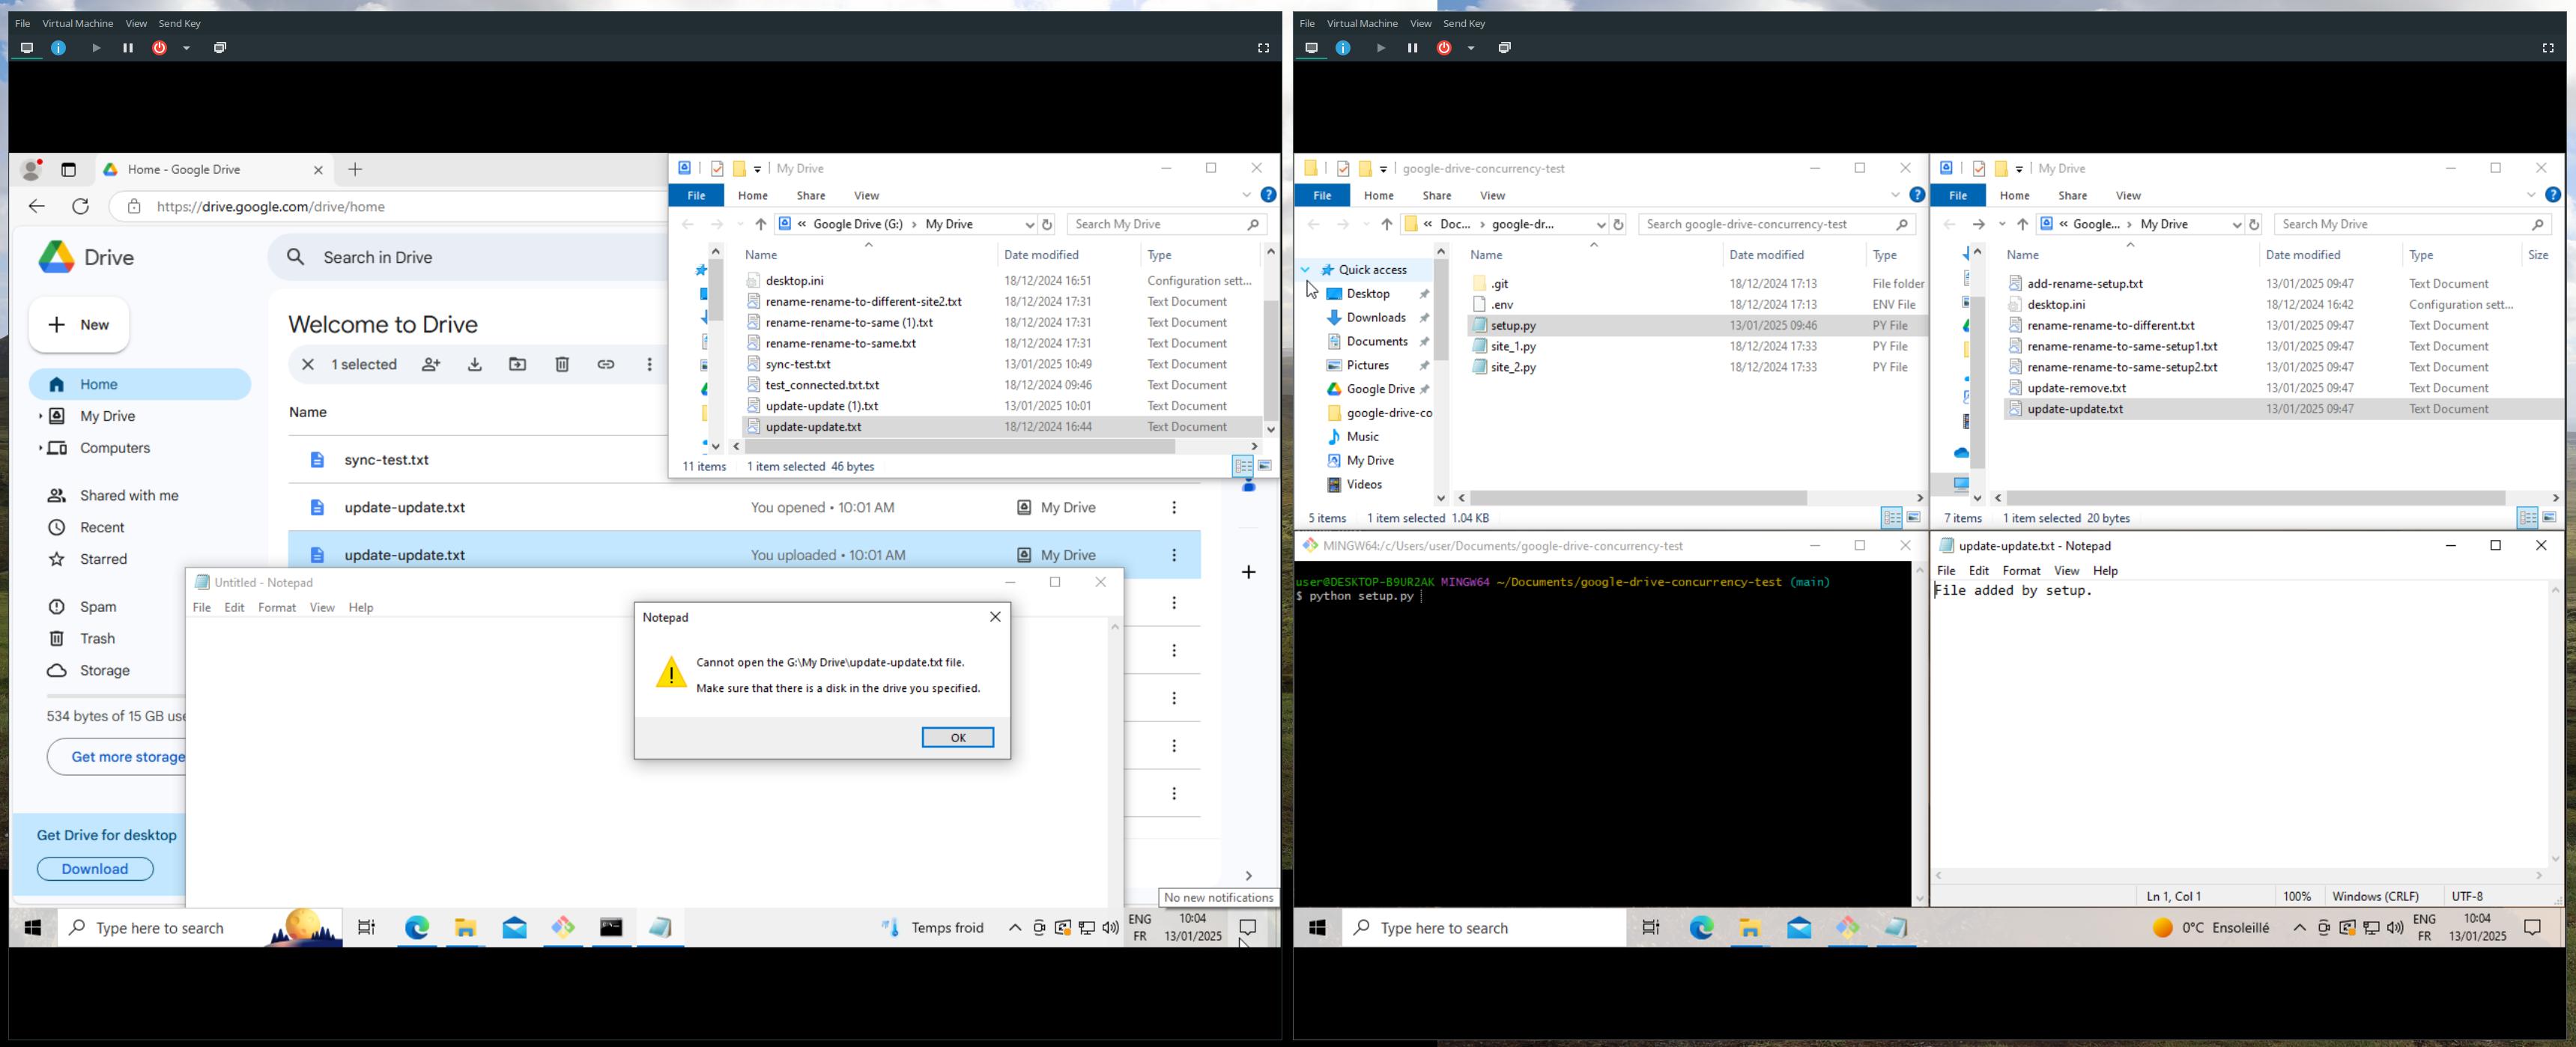 File Virtual Machine View Send Key
Home - Google Drive
https://drive.google.com/drive/home
Drive
Search in Drive
New
Welcome to Drive
1 selected
Home
My Drive
Computers
Shared with me
Recent
Starred
Spam
Trash
Storage
534 bytes of 15 GB use
Get more storage
Get Drive for desktop
Download
Name
sync-test.txt
update-update.txt You opened • 10:01 AM My Drive
update-update.txt You uploaded • 10:01 AM My Drive
My Drive
File Home Share View
« Google Drive (G:) › My Drive
Search My Drive
Name Date modified Type
desktop.ini 18/12/2024 16:51 Configuration sett...
rename-rename-to-different-site2.txt 18/12/2024 17:31 Text Document
rename-rename-to-same (1).txt 18/12/2024 17:31 Text Document
rename-rename-to-same.txt 18/12/2024 17:31 Text Document
sync-test.txt 13/01/2025 10:49 Text Document
test_connected.txt.txt 18/12/2024 09:46 Text Document
update-update (1).txt 13/01/2025 10:01 Text Document
update-update.txt 18/12/2024 16:44 Text Document
11 items 1 item selected 46 bytes
Untitled - Notepad
File Edit Format View Help
Notepad
Cannot open the G:\My Drive\update-update.txt file.
Make sure that there is a disk in the drive you specified.
OK
No new notifications
Type here to search
Temps froid
ENG
FR
10:04
13/01/2025
File Virtual Machine View Send Key
google-drive-concurrency-test
File Home Share View
« Doc... › google-dr...
Search google-drive-concurrency-test
Quick access
Desktop
Downloads
Documents
Pictures
Google Drive
google-drive-co
Music
My Drive
Videos
Name Date modified Type
.git 18/12/2024 17:13 File folder
.env 18/12/2024 17:13 ENV File
setup.py 13/01/2025 09:46 PY File
site_1.py 18/12/2024 17:33 PY File
site_2.py 18/12/2024 17:33 PY File
5 items 1 item selected 1.04 KB
My Drive
File Home Share View
« Google... › My Drive
Search My Drive
Name Date modified Type Size
add-rename-setup.txt 13/01/2025 09:47 Text Document
desktop.ini 18/12/2024 16:42 Configuration sett...
rename-rename-to-different.txt 13/01/2025 09:47 Text Document
rename-rename-to-same-setup1.txt 13/01/2025 09:47 Text Document
rename-rename-to-same-setup2.txt 13/01/2025 09:47 Text Document
update-remove.txt 13/01/2025 09:47 Text Document
update-update.txt 13/01/2025 09:47 Text Document
7 items 1 item selected 20 bytes
MINGW64:/c/Users/user/Documents/google-drive-concurrency-test
user@DESKTOP-B9UR2AK MINGW64 ~/Documents/google-drive-concurrency-test (main)
$ python setup.py
update-update.txt - Notepad
File Edit Format View Help
File added by setup.
Ln 1, Col 1 100% Windows (CRLF) UTF-8
Type here to search
0°C Ensoleillé
ENG
FR
10:04
13/01/2025